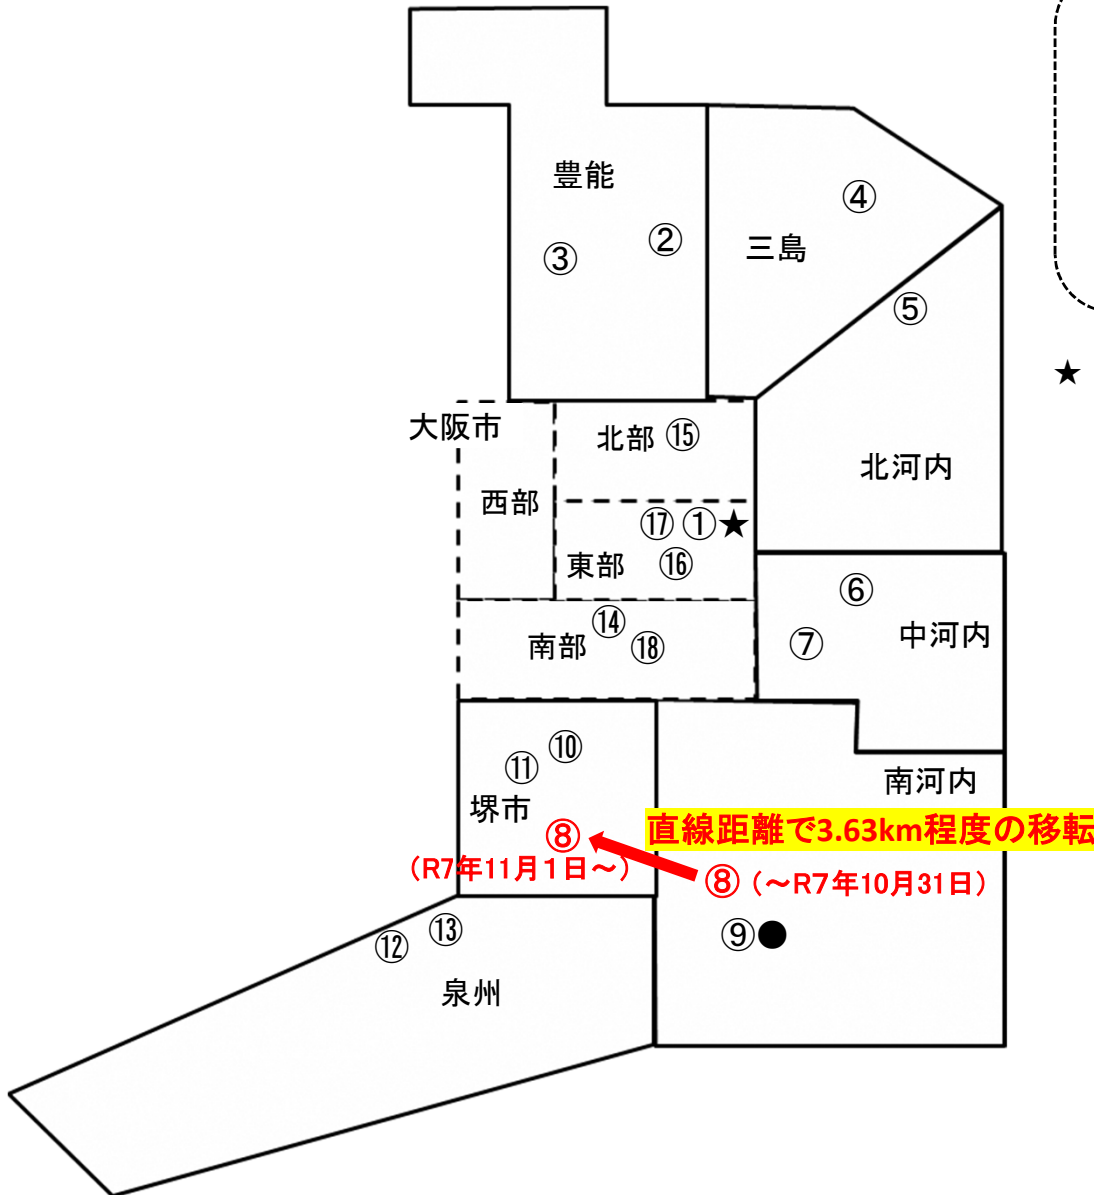 豊能
④
②
三島
③
⑤
★
大阪市
北部 ⑮
北河内
西部
⑰ ①★
東部 ⑯
⑥
⑭
中河内
南部 ⑱
⑦
⑩
⑪
南河内
堺市
直線距離で3.63km程度の移転
⑧
(R7年11月1日~)
⑧(~R7年10月31日)
⑬
⑨●
⑫
泉州